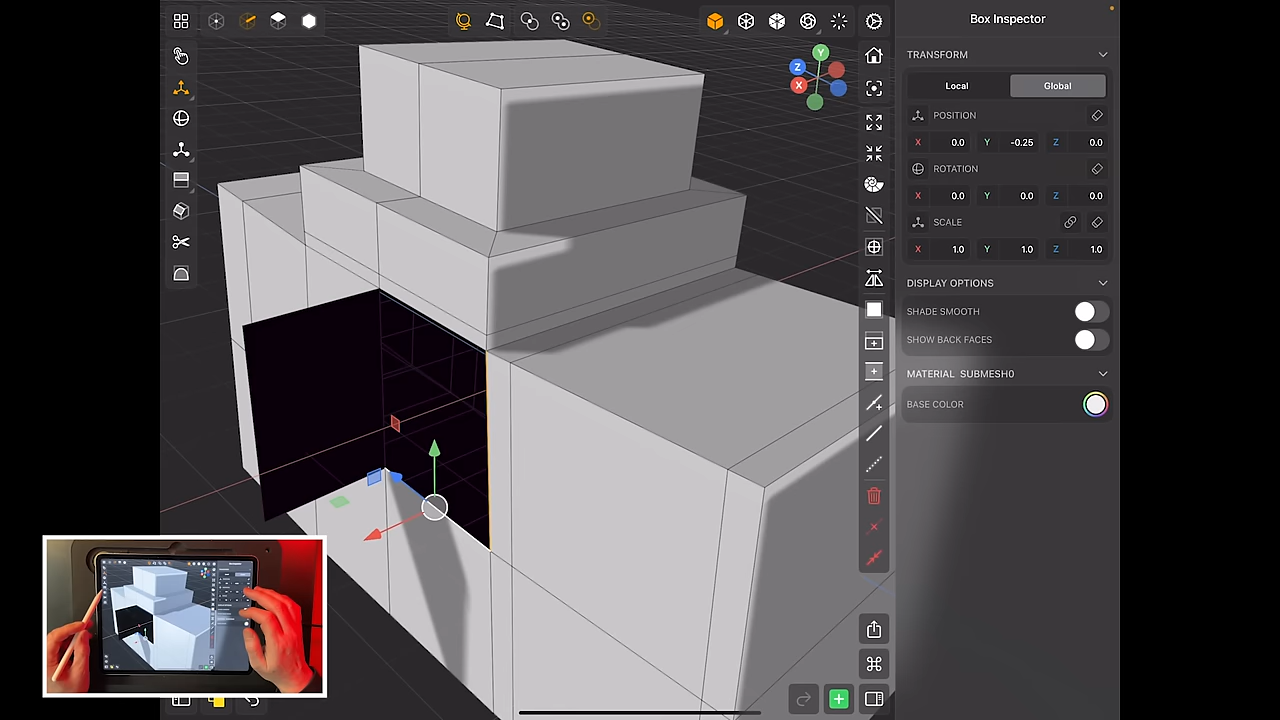 Box Inspector
TRANSFORM
Local Global
POSITION
X 0.0 Y -0.25 Z 0.0
ROTATION
X 0.0 Y 0.0 Z 0.0
SCALE
X 1.0 Y 1.0 Z 1.0
DISPLAY OPTIONS
SHADE SMOOTH
SHOW BACK FACES
MATERIAL SUBMESH0
BASE COLOR
Y
Z
X